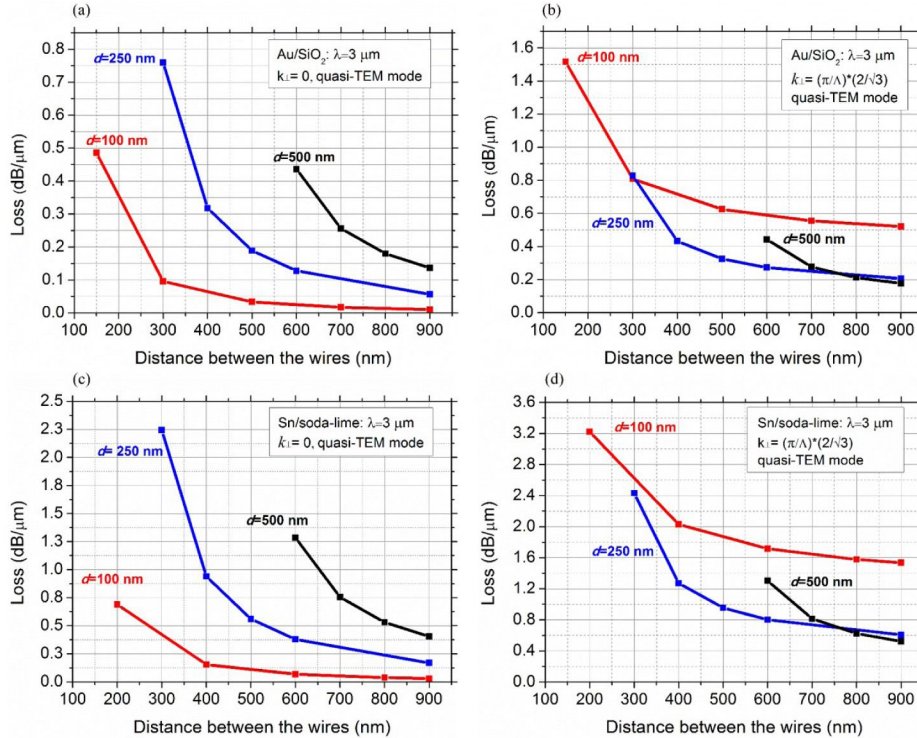 (a)
0.8
0.7
0.6
0.5
0.4
0.3
0.2
0.1
0.0
Loss (dB/μm)
d=250 nm
d=100 nm
d=500 nm
Au/SiO₂: λ=3 μm
k⊥= 0, quasi-TEM mode
100 200 300 400 500 600 700 800 900
Distance between the wires (nm)
(b)
1.6
1.4
1.2
1.0
0.8
0.6
0.4
0.2
0.0
Loss (dB/μm)
d=100 nm
d=250 nm
d=500 nm
Au/SiO₂: λ=3 μm
k⊥= (π/Λ)*(2/√3)
quasi-TEM mode
100 200 300 400 500 600 700 800 900
Distance between the wires (nm)
(c)
2.5
2.3
2.0
1.8
1.5
1.3
1.0
0.8
0.5
0.3
0.0
Loss (dB/μm)
d= 250 nm
d=500 nm
d=100 nm
Sn/soda-lime: λ=3 μm
k⊥= 0, quasi-TEM mode
100 200 300 400 500 600 700 800 900
Distance between the wires (nm)
(d)
3.6
3.2
2.8
2.4
2.0
1.6
1.2
0.8
0.4
0.0
Loss (dB/μm)
d=100 nm
d=250 nm
d=500 nm
Sn/soda-lime: λ=3 μm
k⊥= (π/Λ)*(2/√3)
quasi-TEM mode
100 200 300 400 500 600 700 800 900
Distance between the wires (nm)